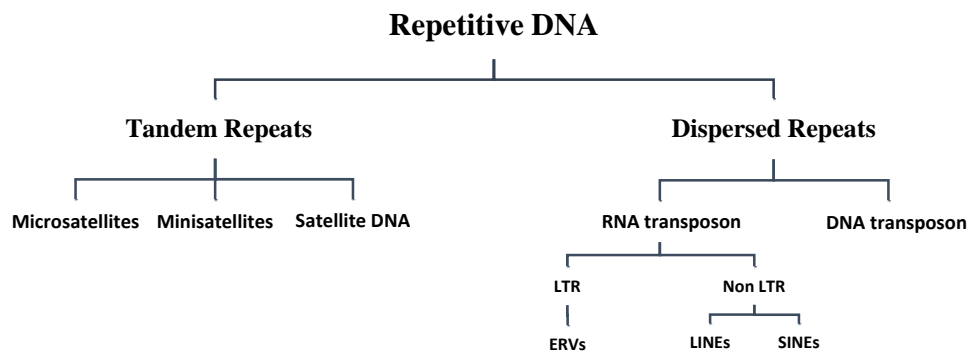 Repetitive DNA
Tandem Repeats
Dispersed Repeats
Microsatellites
Minisatellites
Satellite DNA
RNA transposon
DNA transposon
LTR
Non LTR
ERVs
LINEs
SINEs